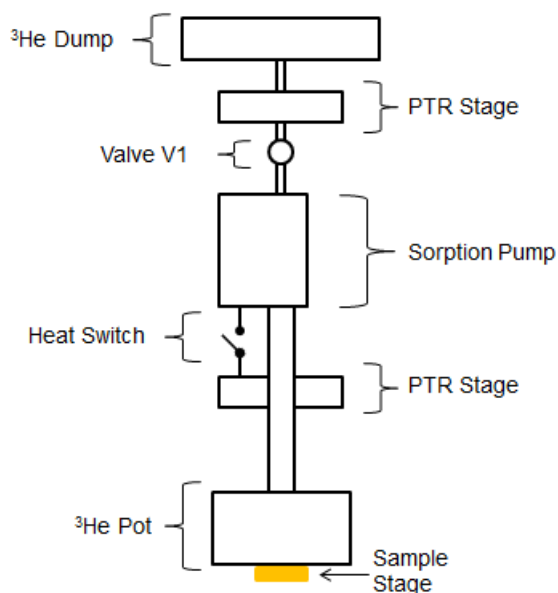 ³He Dump
PTR Stage
Valve V1
Sorption Pump
Heat Switch
PTR Stage
³He Pot
Sample
Stage